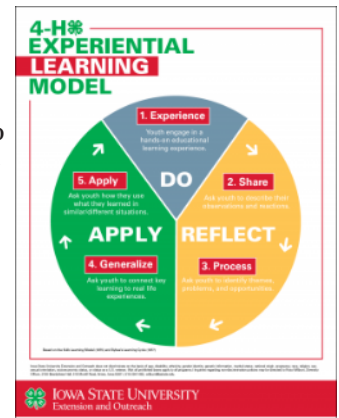 4-H
EXPERIENTIAL
LEARNING
MODEL
1. Experience
Youth engage in a
hands-on educational
learning experience.
DO
2. Share
Ask youth to describe their
observations and reactions.
REFLECT
3. Process
Ask youth to identify themes,
problems, and opportunities.
4. Generalize
Ask youth to connect key
learning to real life
experiences.
APPLY
5. Apply
Ask youth how they use
what they learned in
similar/different situations.
IOWA STATE UNIVERSITY
Extension and Outreach